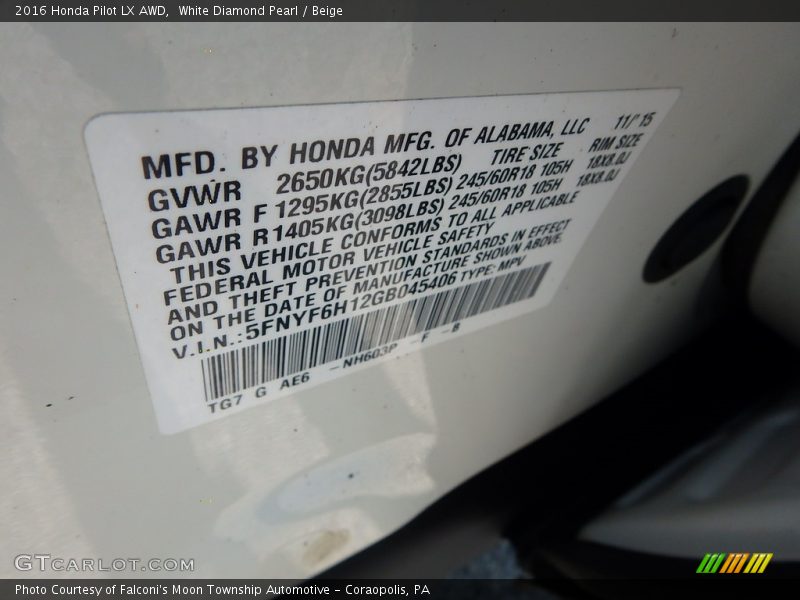 2016 Honda Pilot LX AWD,  White Diamond Pearl / Beige
MFD. BY HONDA MFG. OF ALABAMA, LLC 11/'15
GVWR 2650KG(5842LBS) TIRE SIZE RIM SIZE
GAWR F 1295KG(2855LBS) 245/60R18 105H 18X8.0J
GAWR R 1405KG(3098LBS) 245/60R18 105H 18X8.0J
THIS VEHICLE CONFORMS TO ALL APPLICABLE
FEDERAL MOTOR VEHICLE SAFETY
AND THEFT PREVENTION STANDARDS IN EFFECT
ON THE DATE OF MANUFACTURE SHOWN ABOVE.
V.I.N.:5FNYF6H12GB045406 TYPE: MPV
TG7 G AE6 -NH603P -F -B
GTCARLOT.COM
Photo Courtesy of Falconi's Moon Township Automotive - Coraopolis, PA